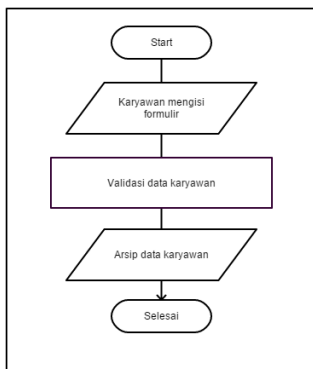 Start
Karyawan mengisi
formulir
Validasi data karyawan
Arsip data karyawan
Selesai